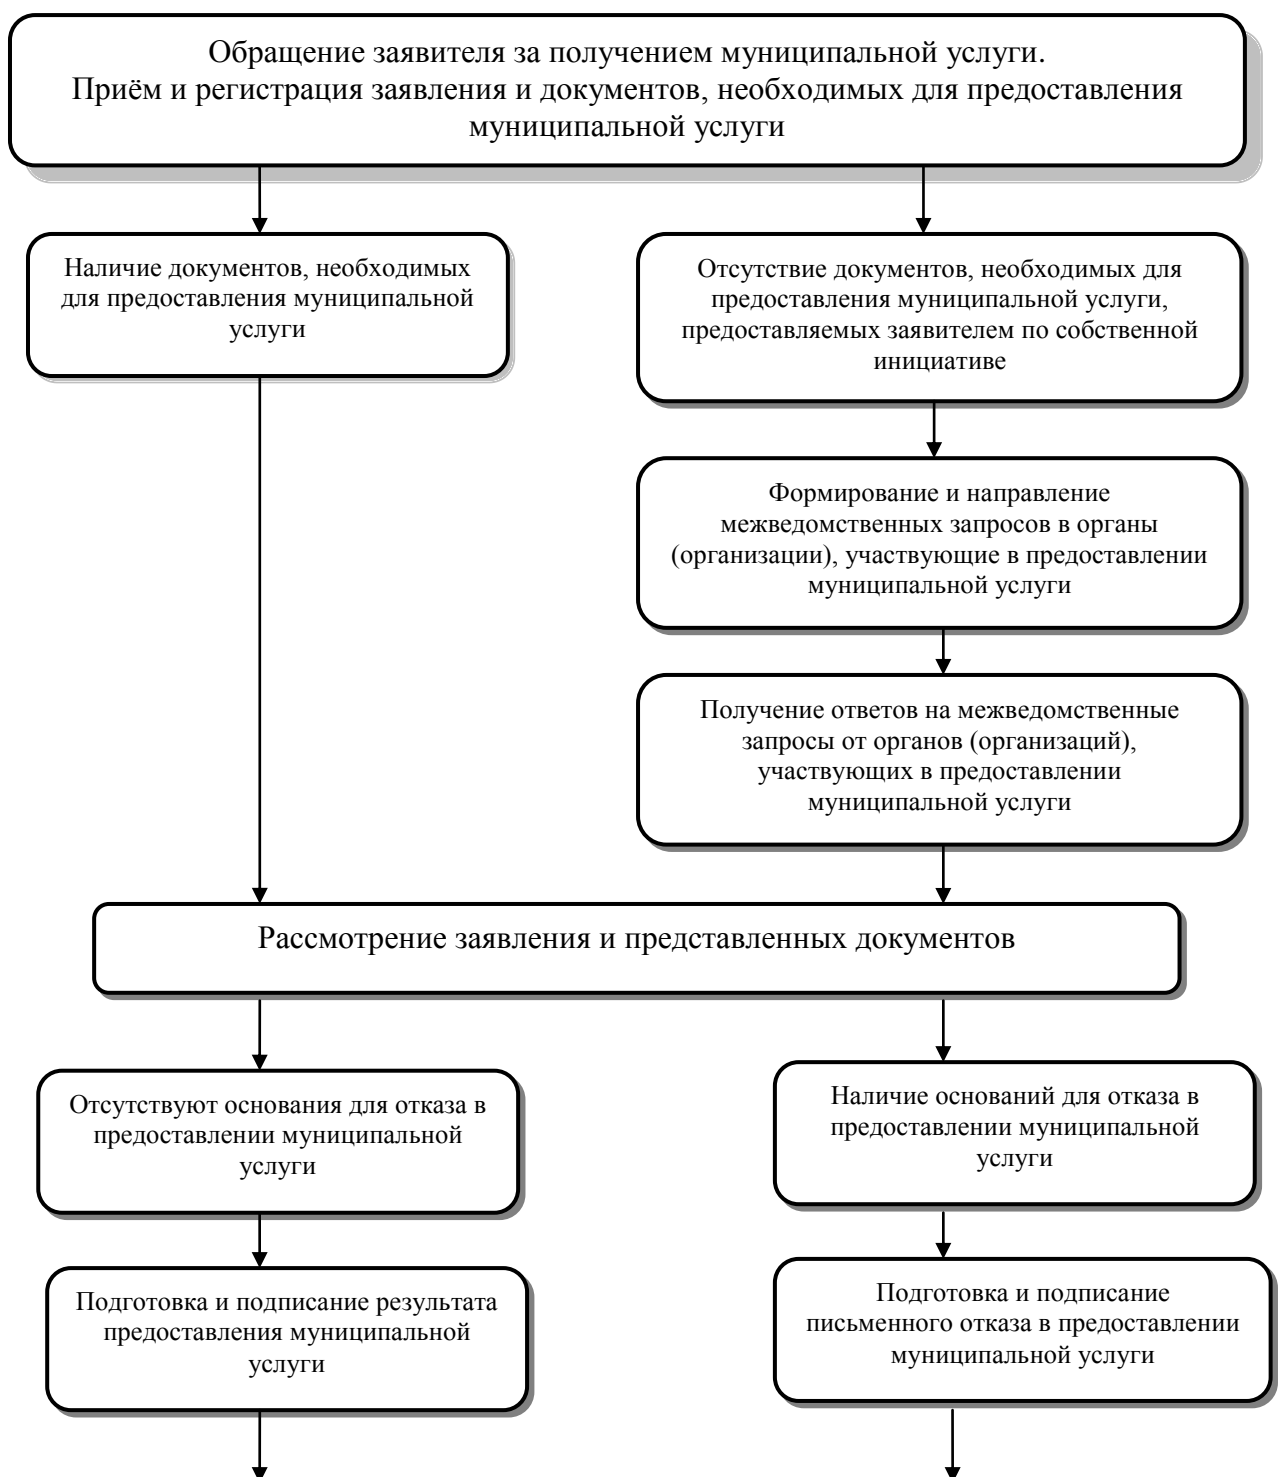 Обращение заявителя за получением муниципальной услуги.
Приём и регистрация заявления и документов, необходимых для предоставления
муниципальной услуги
Наличие документов, необходимых
для предоставления муниципальной
услуги
Отсутствие документов, необходимых для
предоставления муниципальной услуги,
предоставляемых заявителем по собственной
инициативе
Формирование и направление
межведомственных запросов в органы
(организации), участвующие в предоставлении
муниципальной услуги
Получение ответов на межведомственные
запросы от органов (организаций),
участвующих в предоставлении
муниципальной услуги
Рассмотрение заявления и представленных документов
Отсутствуют основания для отказа в
предоставлении муниципальной
услуги
Наличие оснований для отказа в
предоставлении муниципальной
услуги
Подготовка и подписание результата
предоставления муниципальной
услуги
Подготовка и подписание
письменного отказа в предоставлении
муниципальной услуги